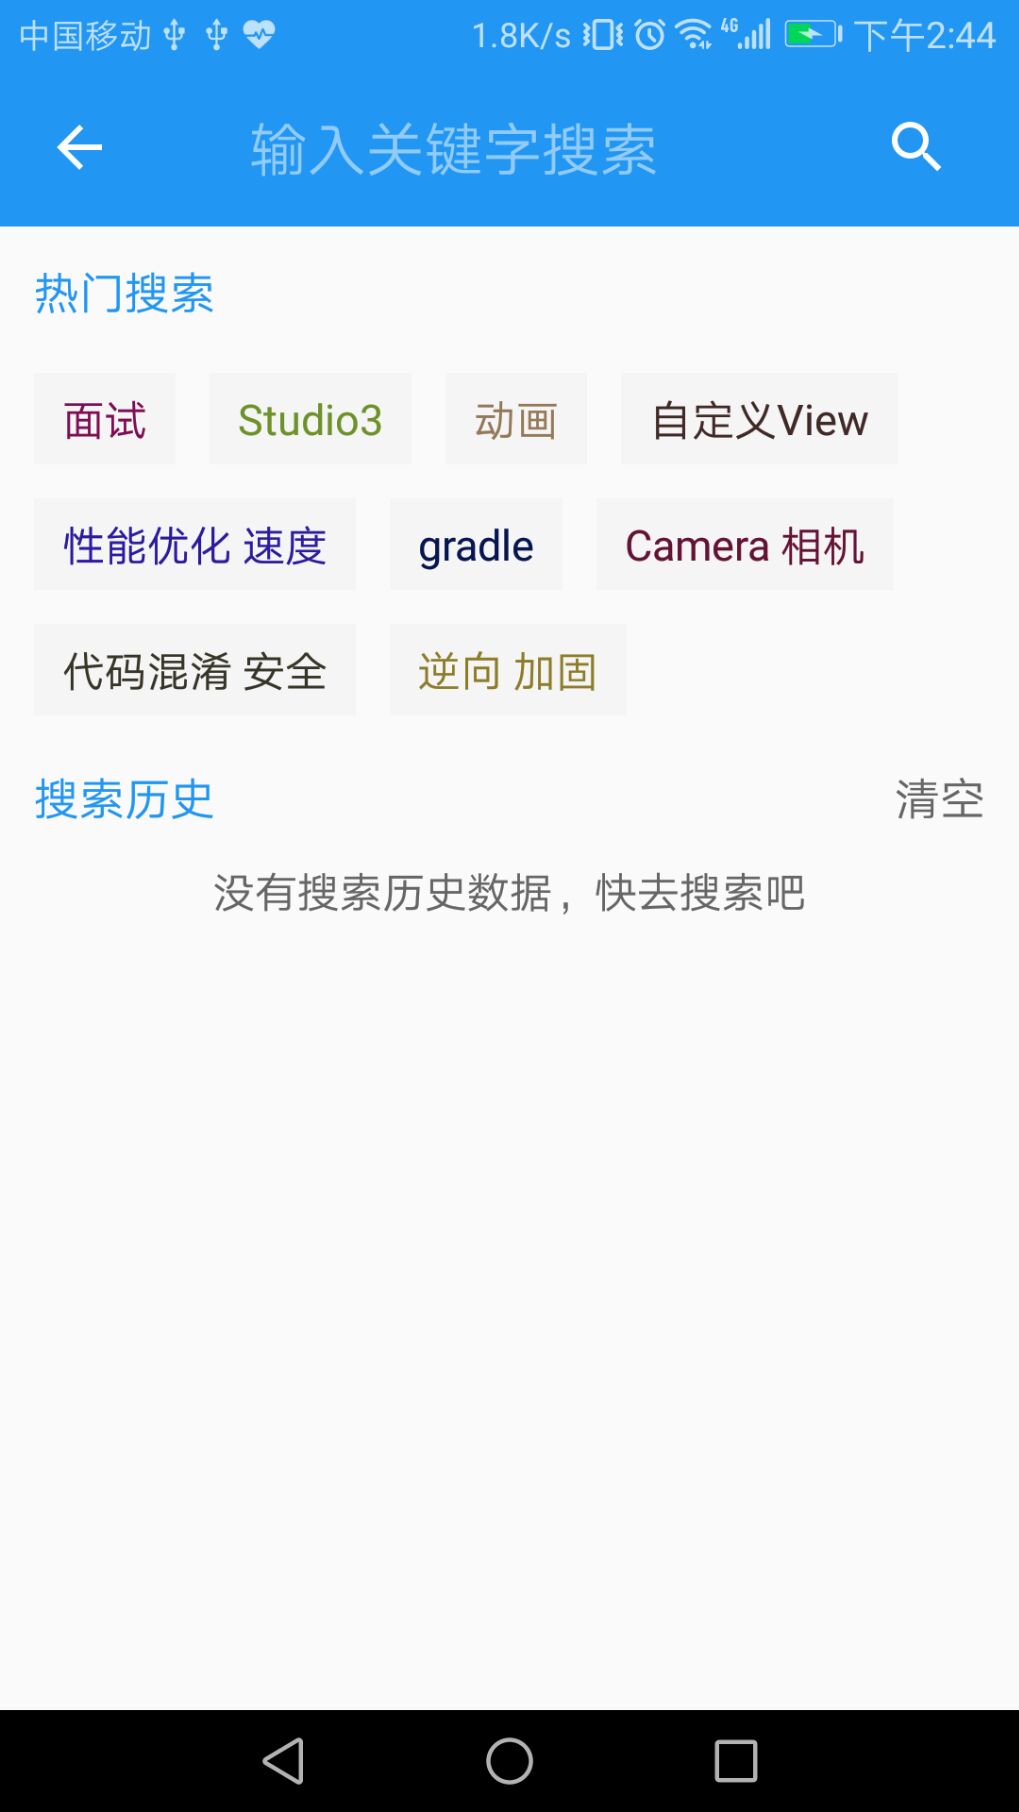 中国移动 1.8K/s 4G 下午2:44
输入关键字搜索
热门搜索
面试 Studio3 动画 自定义View
性能优化 速度 gradle Camera 相机
代码混淆 安全 逆向 加固
搜索历史 清空
没有搜索历史数据，快去搜索吧